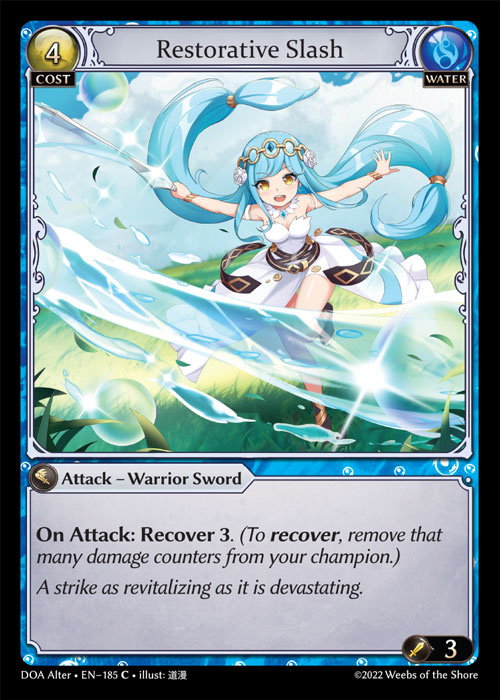 4
Restorative Slash
COST
WATER
Attack – Warrior Sword
On Attack: Recover 3. (To recover, remove that
many damage counters from your champion.)
A strike as revitalizing as it is devastating.
3
DOA Alter • EN–185 C • illust: 道漫
©2022 Weebs of the Shore